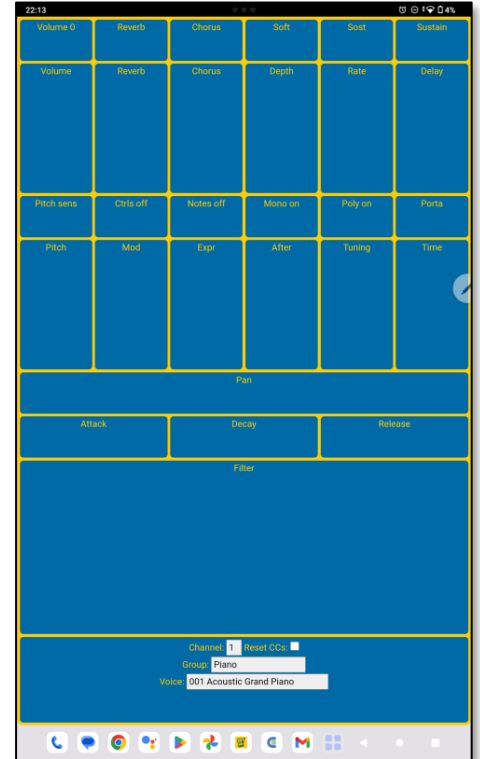 22:13 4%
Volume 0 Reverb Chorus Soft Sost Sustain
Volume Reverb Chorus Depth Rate Delay
Pitch sens Ctrls off Notes off Mono on Poly on Porta
Pitch Mod Expr After Tuning Time
Pan
Attack Decay Release
Filter
Channel: 1 Reset CCs:
Group: Piano
Voice: 001 Acoustic Grand Piano